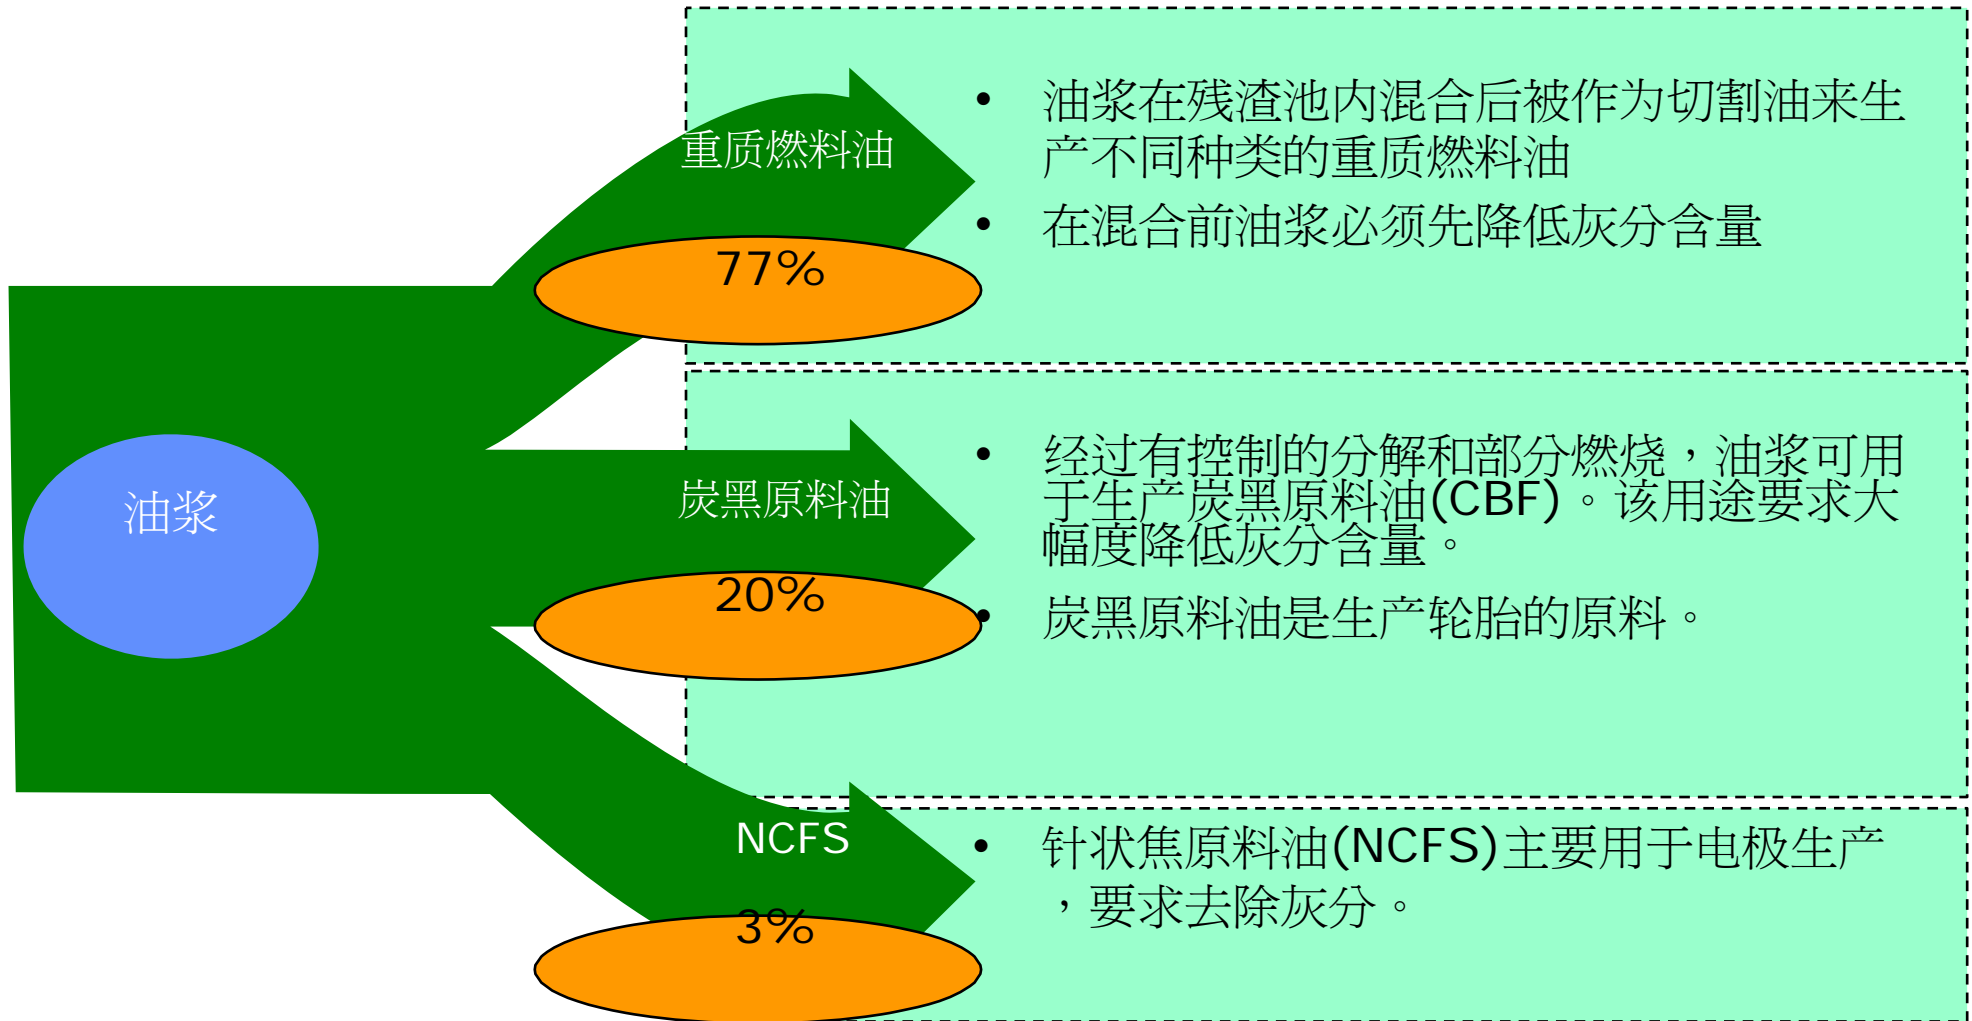 油浆
重质燃料油
77%
• 油浆在残渣池内混合后被作为切割油来生
产不同种类的重质燃料油
• 在混合前油浆必须先降低灰分含量
炭黑原料油
20%
• 经过有控制的分解和部分燃烧，油浆可用
于生产炭黑原料油(CBF)。该用途要求大
幅度降低灰分含量。
• 炭黑原料油是生产轮胎的原料。
NCFS
3%
• 针状焦原料油(NCFS)主要用于电极生产
，要求去除灰分。